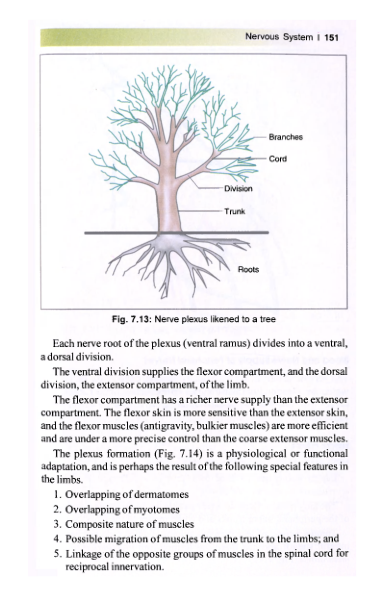 Nervous System | 151
Branches
Cord
Division
Trunk
Roots
Fig. 7.13: Nerve plexus likened to a tree
Each nerve root of the plexus (ventral ramus) divides into a ventral,
a dorsal division.
The ventral division supplies the flexor compartment, and the dorsal
division, the extensor compartment, of the limb.
The flexor compartment has a richer nerve supply than the extensor
compartment. The flexor skin is more sensitive than the extensor skin,
and the flexor muscles (antigravity, bulkier muscles) are more efficient
and are under a more precise control than the coarse extensor muscles.
The plexus formation (Fig. 7.14) is a physiological or functional
adaptation, and is perhaps the result of the following special features in
the limbs.
1. Overlapping of dermatomes
2. Overlapping of myotomes
3. Composite nature of muscles
4. Possible migration of muscles from the trunk to the limbs; and
5. Linkage of the opposite groups of muscles in the spinal cord for
reciprocal innervation.